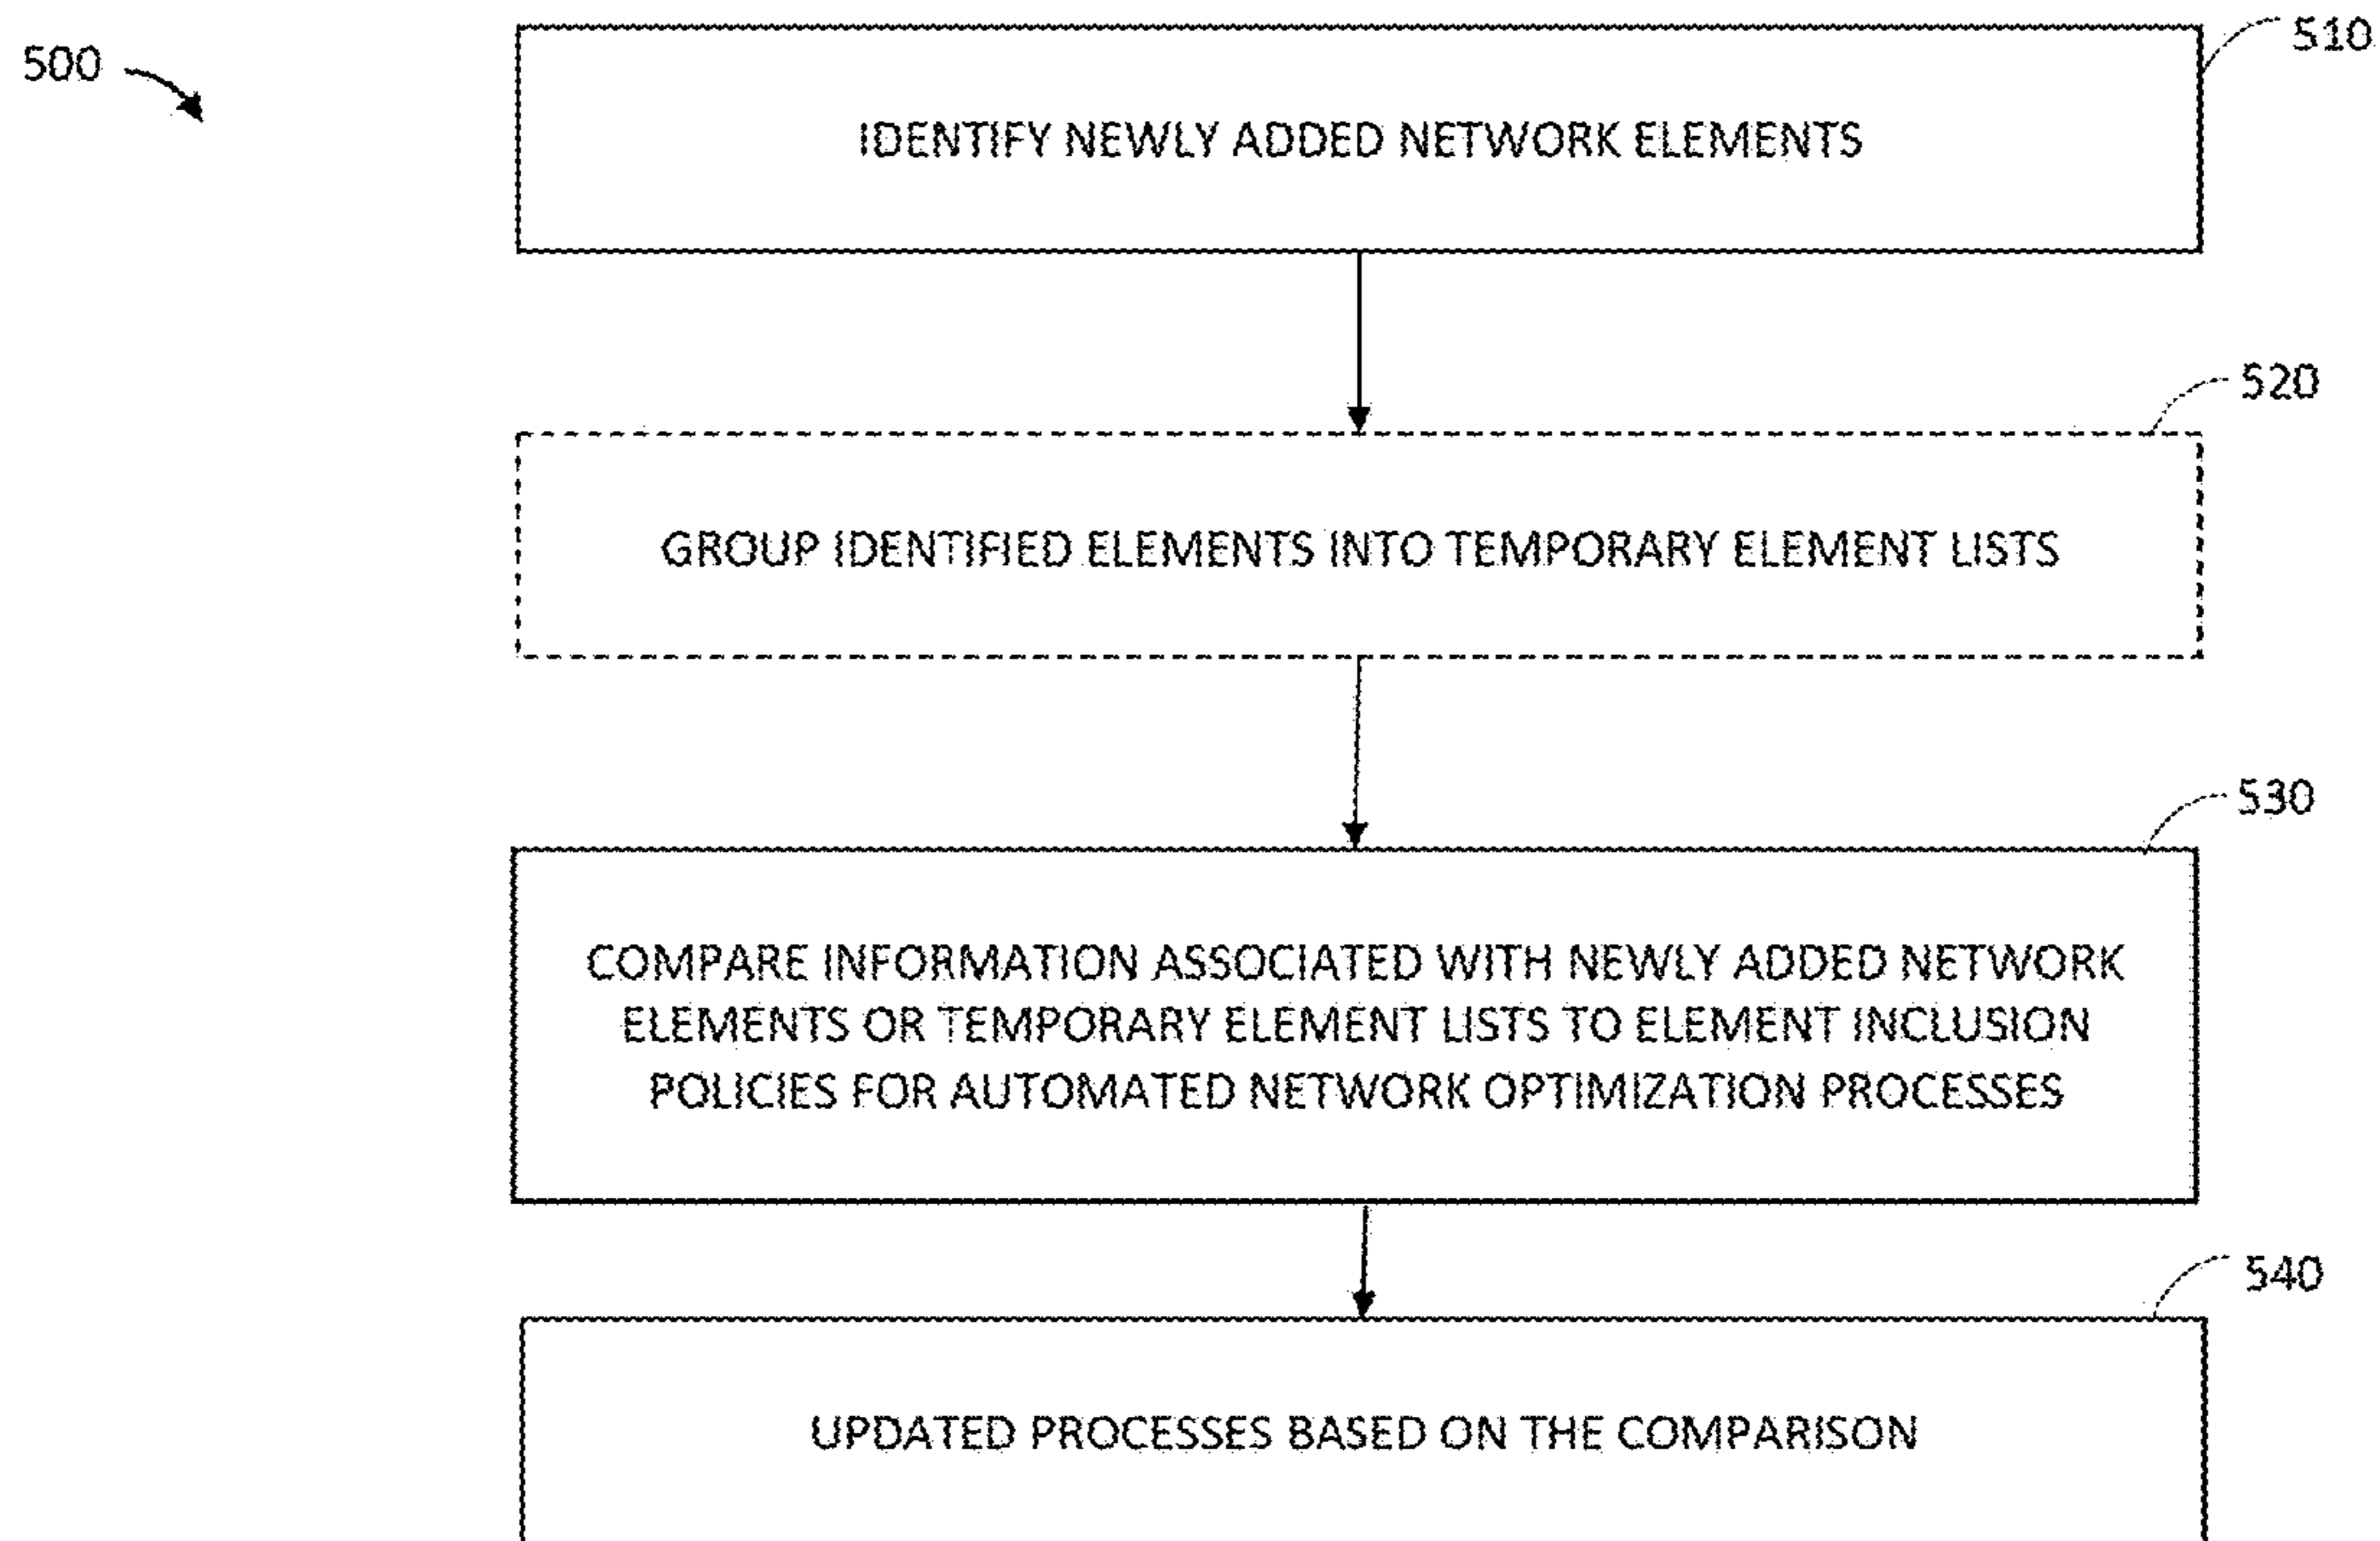 500
510
IDENTIFY NEWLY ADDED NETWORK ELEMENTS
520
GROUP IDENTIFIED ELEMENTS INTO TEMPORARY ELEMENT LISTS
530
COMPARE INFORMATION ASSOCIATED WITH NEWLY ADDED NETWORK
ELEMENTS OR TEMPORARY ELEMENT LISTS TO ELEMENT INCLUSION
POLICIES FOR AUTOMATED NETWORK OPTIMIZATION PROCESSES
540
UPDATED PROCESSES BASED ON THE COMPARISON